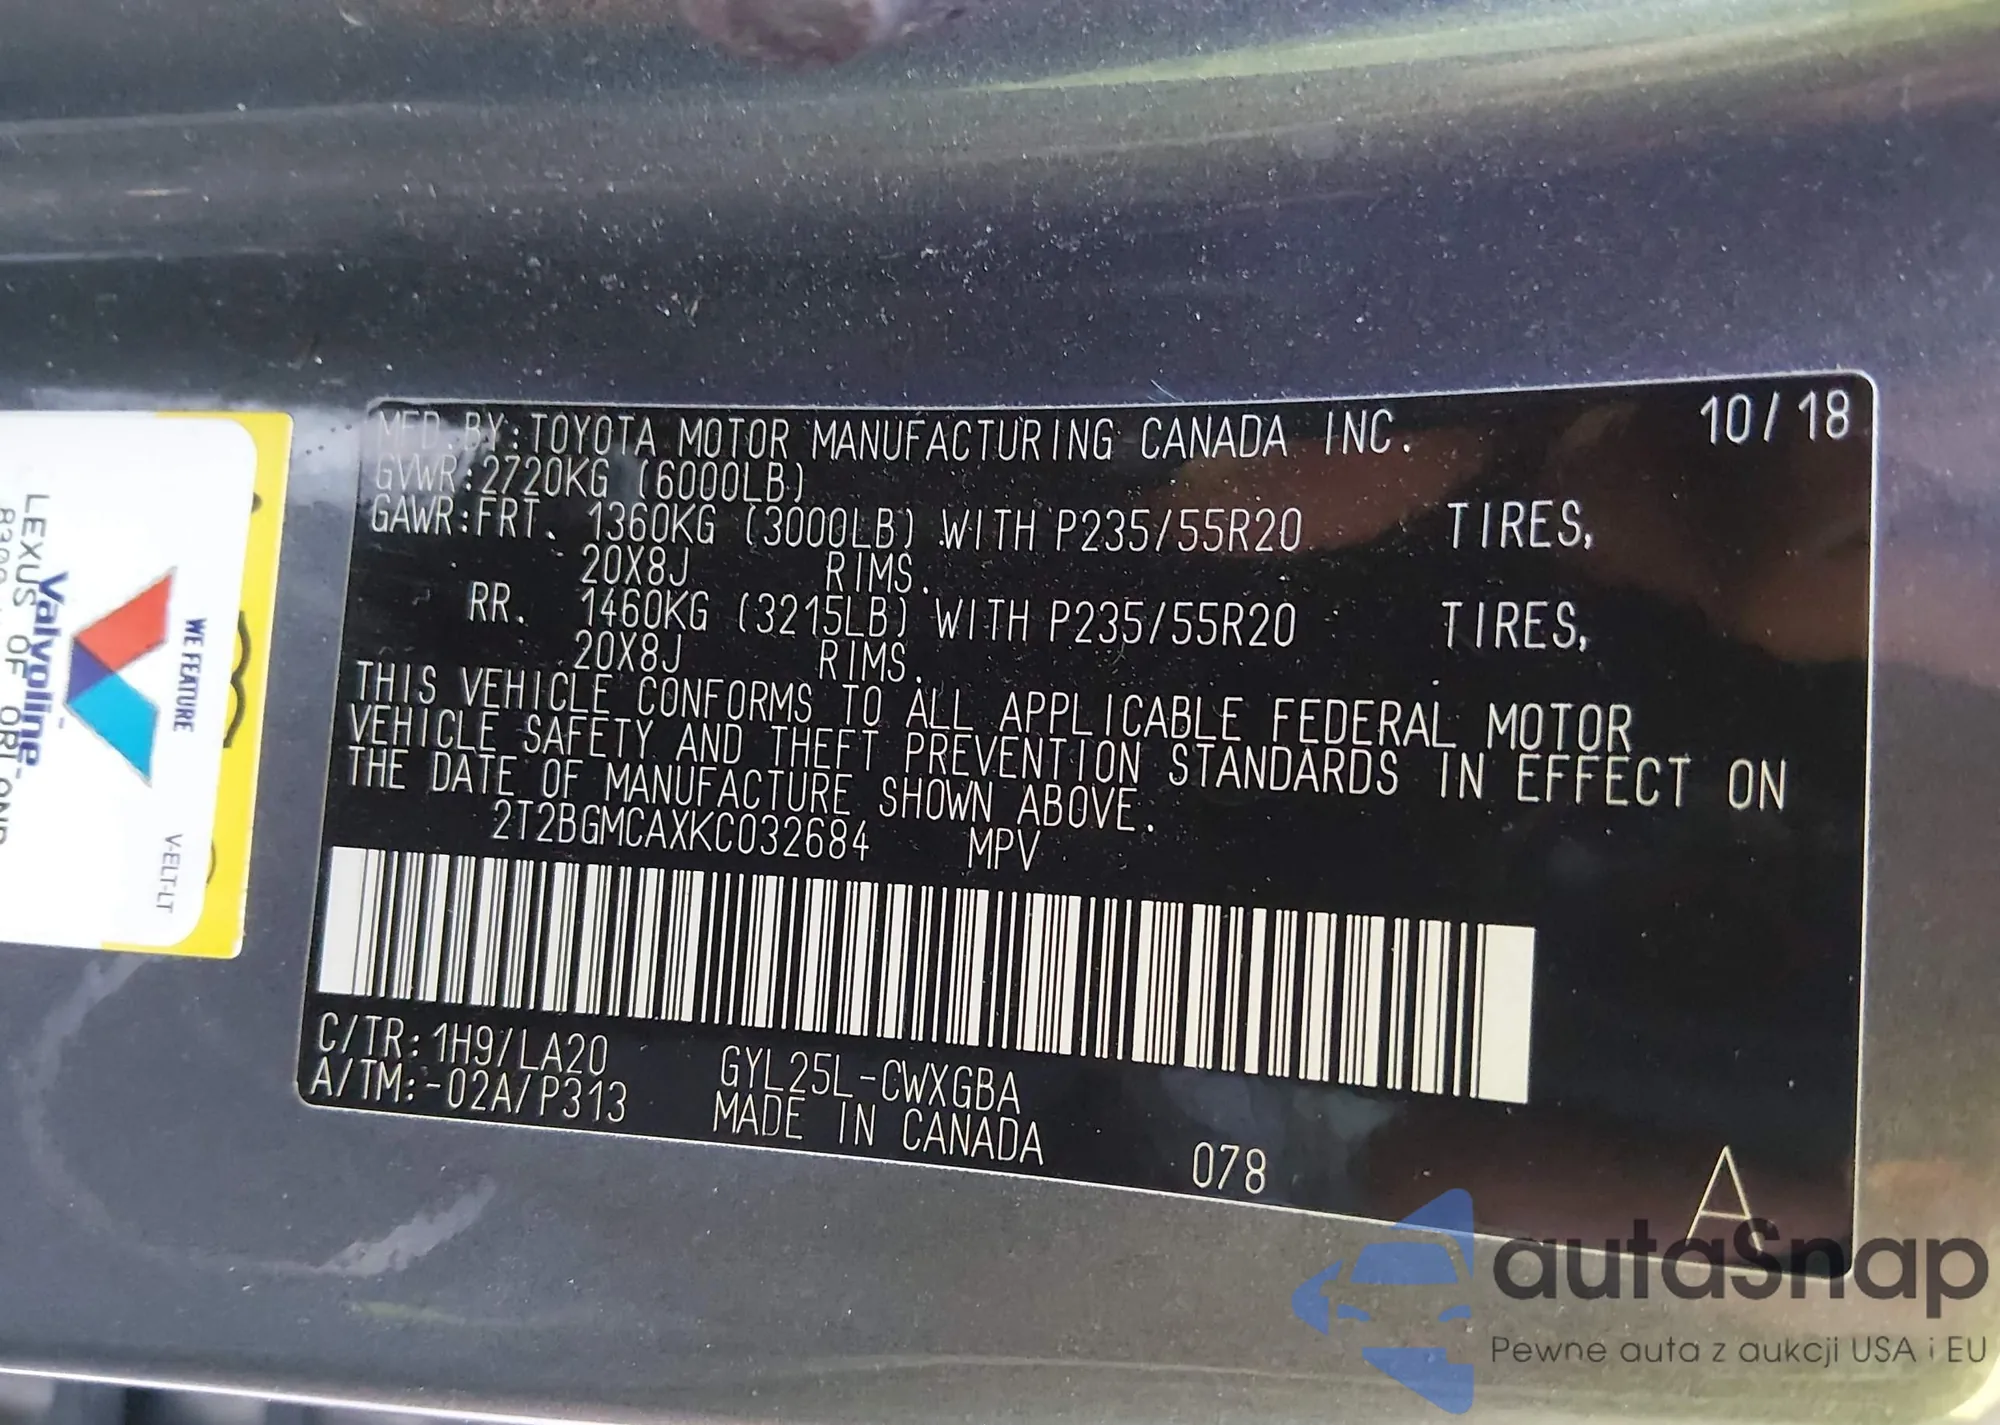 MFD.BY:TOYOTA MOTOR MANUFACTURING CANADA INC. 10/18
GVWR:2720KG (6000LB)
GAWR:FRT. 1360KG (3000LB) WITH P235/55R20 TIRES,
20X8J RIMS.
RR. 1460KG (3215LB) WITH P235/55R20 TIRES,
20X8J RIMS.
THIS VEHICLE CONFORMS TO ALL APPLICABLE FEDERAL MOTOR
VEHICLE SAFETY AND THEFT PREVENTION STANDARDS IN EFFECT ON
THE DATE OF MANUFACTURE SHOWN ABOVE.
2T2BGMCAXKC032684 MPV
C/TR:1H9/LA20 GYL25L-CWXGBA
A/TM:-02A/P313 MADE IN CANADA
078 A
WE FEATURE
Valvoline™
V-ELT-LT
LEXUS OF
autaSnap
Pewne auta z aukcji USA i EU